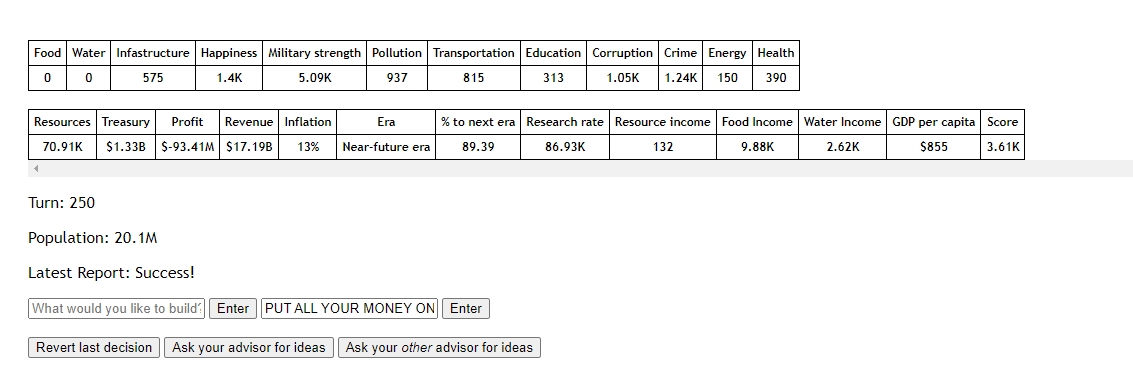 Food Water Infastructure Happiness Military strength Pollution Transportation Education Corruption Crime Energy Health
0 0 575 1.4K 5.09K 937 815 313 1.05K 1.24K 150 390
Resources Treasury Profit Revenue Inflation Era % to next era Research rate Resource income Food Income Water Income GDP per capita Score
70.91K $1.33B $-93.41M $17.19B 13% Near-future era 89.39 86.93K 132 9.88K 2.62K $855 3.61K
Turn: 250
Population: 20.1M
Latest Report: Success!
What would you like to build? Enter PUT ALL YOUR MONEY ON Enter
Revert last decision Ask your advisor for ideas Ask your other advisor for ideas